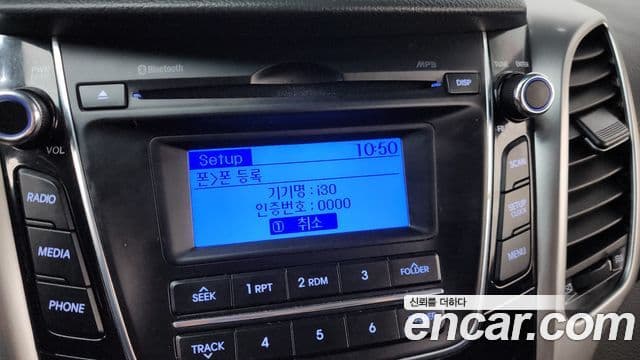 Bluetooth
MP3
DISP
TUNE
ENTER
VOL
Setup
10:50
폰>폰 등록
기기명 : i30
인증번호 : 0000
① 취소
RADIO
MEDIA
PHONE
SCAN
SETUP
CLOCK
MENU
SEEK
1 RPT
2 RDM
3
FOLDER
TRACK
4
5
6
신뢰를 더하다
encar.com